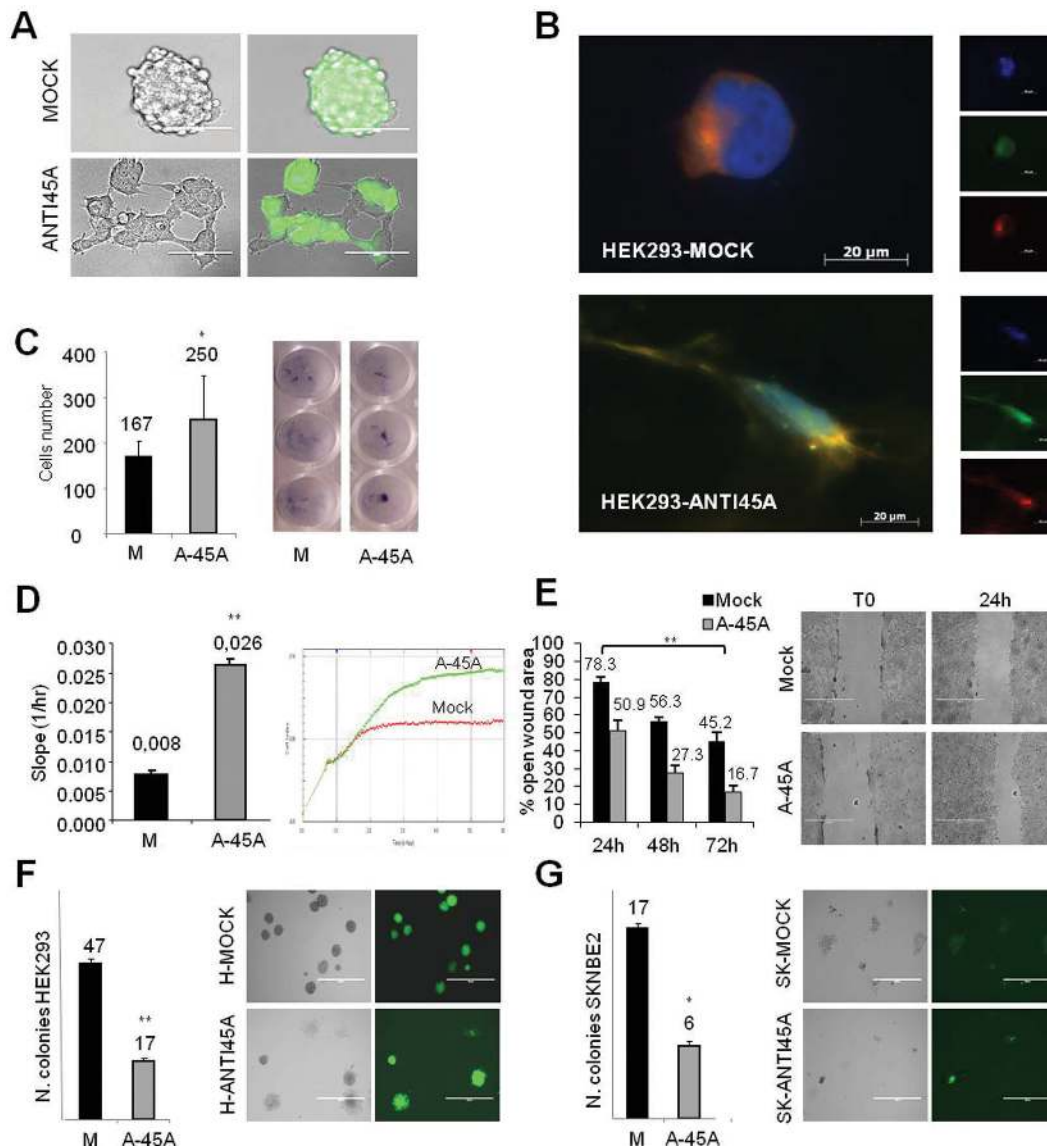 A
MOCK
ANTI45A
B
HEK293-MOCK
20 µm
HEK293-ANTI45A
20 µm
C
Cells number
400
300
200
100
0
167
*
250
M
A-45A
M
A-45A
D
Slope (1/hr)
0.030
0.025
0.020
0.015
0.010
0.005
0.000
0,008
**
0,026
M
A-45A
A-45A
Mock
E
Mock
A-45A
% open wound area
100
90
80
70
60
50
40
30
20
10
0
**
78.3
50.9
56.3
27.3
45.2
16.7
24h
48h
72h
T0
24h
Mock
A-45A
F
N. colonies HEK293
47
**
17
M
A-45A
H-MOCK
H-ANTI45A
G
N. colonies SKNBE2
17
*
6
M
A-45A
SK-MOCK
SK-ANTI45A